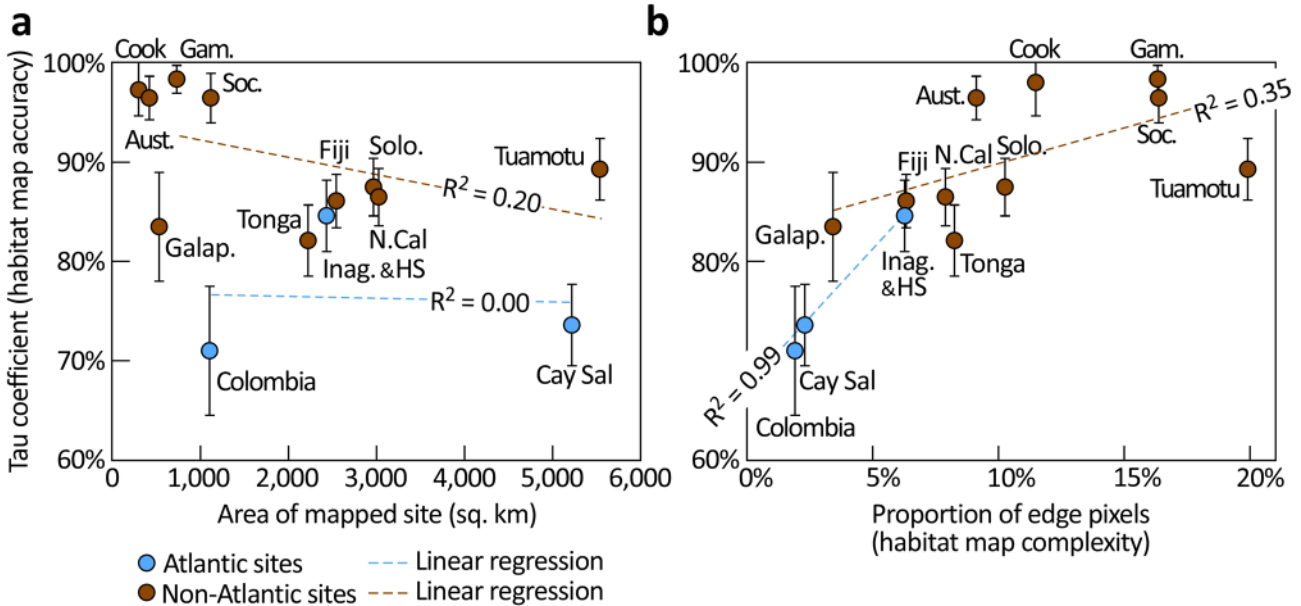 a
Tau coefficient (habitat map accuracy)
100%
90%
80%
70%
60%
Cook
Gam.
Soc.
Aust.
Fiji
Solo.
Tuamotu
R² = 0.20
Tonga
N.Cal
Galap.
Inag. &HS
R² = 0.00
Colombia
Cay Sal
0
1,000
2,000
3,000
4,000
5,000
6,000
Area of mapped site (sq. km)
b
100%
90%
80%
70%
60%
Cook
Gam.
Aust.
R² = 0.35
Soc.
Fiji
N.Cal
Solo.
Tuamotu
Galap.
Inag.
&HS
Tonga
R² = 0.99
Cay Sal
Colombia
0%
5%
10%
15%
20%
Proportion of edge pixels
(habitat map complexity)
Atlantic sites
Linear regression
Non-Atlantic sites
Linear regression